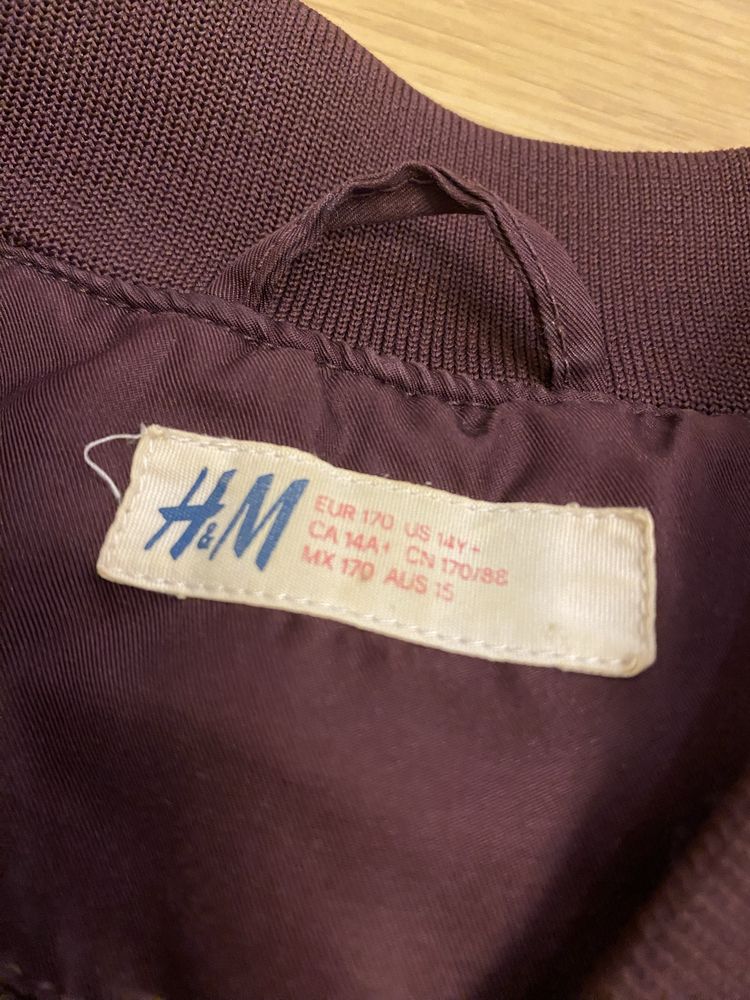 H&M
EUR 170 US 14Y+
CA 14A+ CN 170/88
MX 170 AUS 15